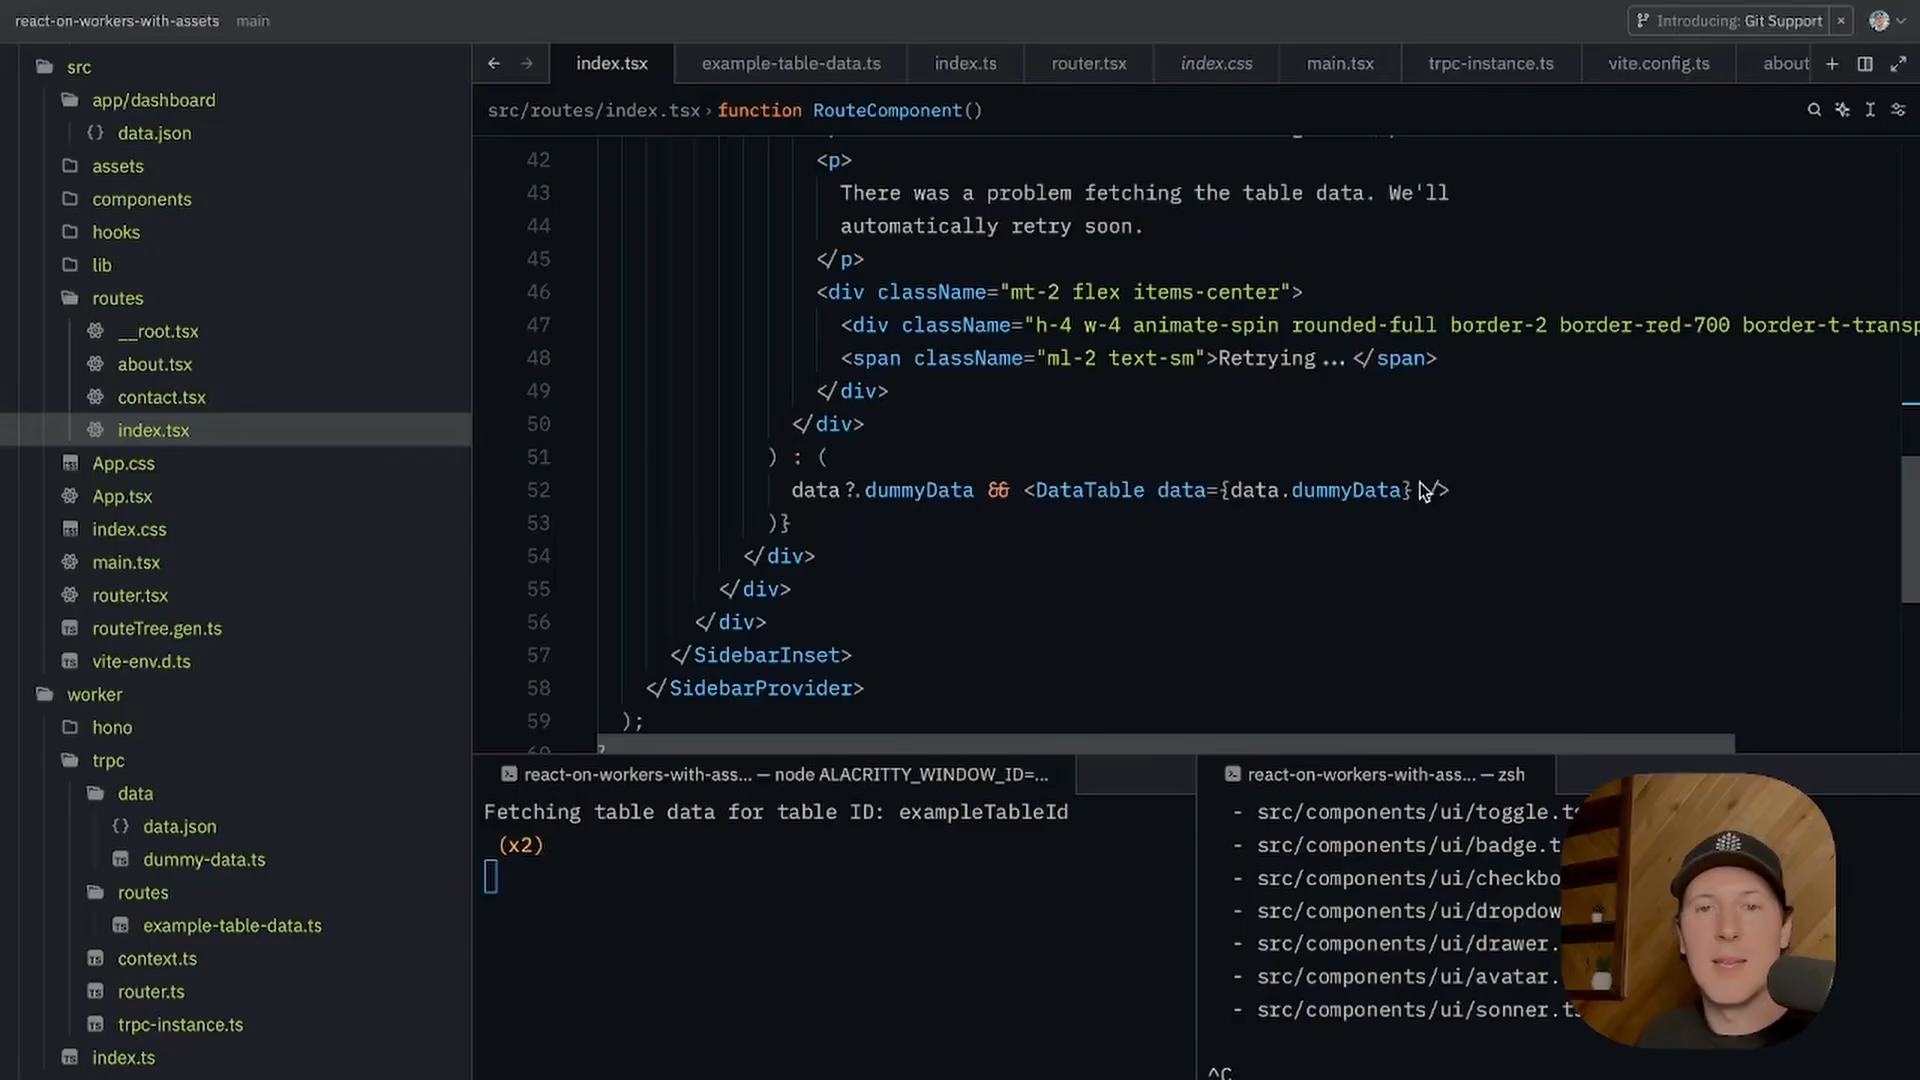 react-on-workers-with-assets main
Introducing: Git Support ×
src
app/dashboard
{} data.json
assets
components
hooks
lib
routes
__root.tsx
about.tsx
contact.tsx
index.tsx
App.css
App.tsx
index.css
main.tsx
router.tsx
routeTree.gen.ts
vite-env.d.ts
worker
hono
trpc
data
{} data.json
dummy-data.ts
routes
example-table-data.ts
context.ts
router.ts
trpc-instance.ts
index.ts
index.tsx example-table-data.ts index.ts router.tsx index.css main.tsx trpc-instance.ts vite.config.ts about
src/routes/index.tsx › function RouteComponent()
42 <p>
43 There was a problem fetching the table data. We'll
44 automatically retry soon.
45 </p>
46 <div className="mt-2 flex items-center">
47 <div className="h-4 w-4 animate-spin rounded-full border-2 border-red-700 border-t-transp
48 <span className="ml-2 text-sm">Retrying...</span>
49 </div>
50 </div>
51 ) : (
52 data?.dummyData && <DataTable data={data.dummyData} />
53 )}
54 </div>
55 </div>
56 </div>
57 </SidebarInset>
58 </SidebarProvider>
59 );
react-on-workers-with-ass... — node ALACRITTY_WINDOW_ID=...
Fetching table data for table ID: exampleTableId
(x2)
react-on-workers-with-ass... — zsh
- src/components/ui/toggle.ts
- src/components/ui/badge.t
- src/components/ui/checkbo
- src/components/ui/dropdow
- src/components/ui/drawer.
- src/components/ui/avatar.
- src/components/ui/sonner.ts
^C